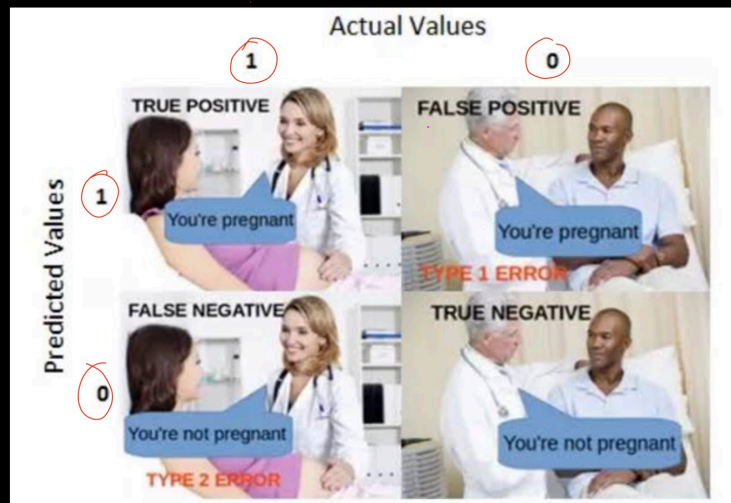 Actual Values
1
0
TRUE POSITIVE
FALSE POSITIVE
Predicted Values
1
You're pregnant
You're pregnant
TYPE 1 ERROR
FALSE NEGATIVE
TRUE NEGATIVE
0
You're not pregnant
You're not pregnant
TYPE 2 ERROR